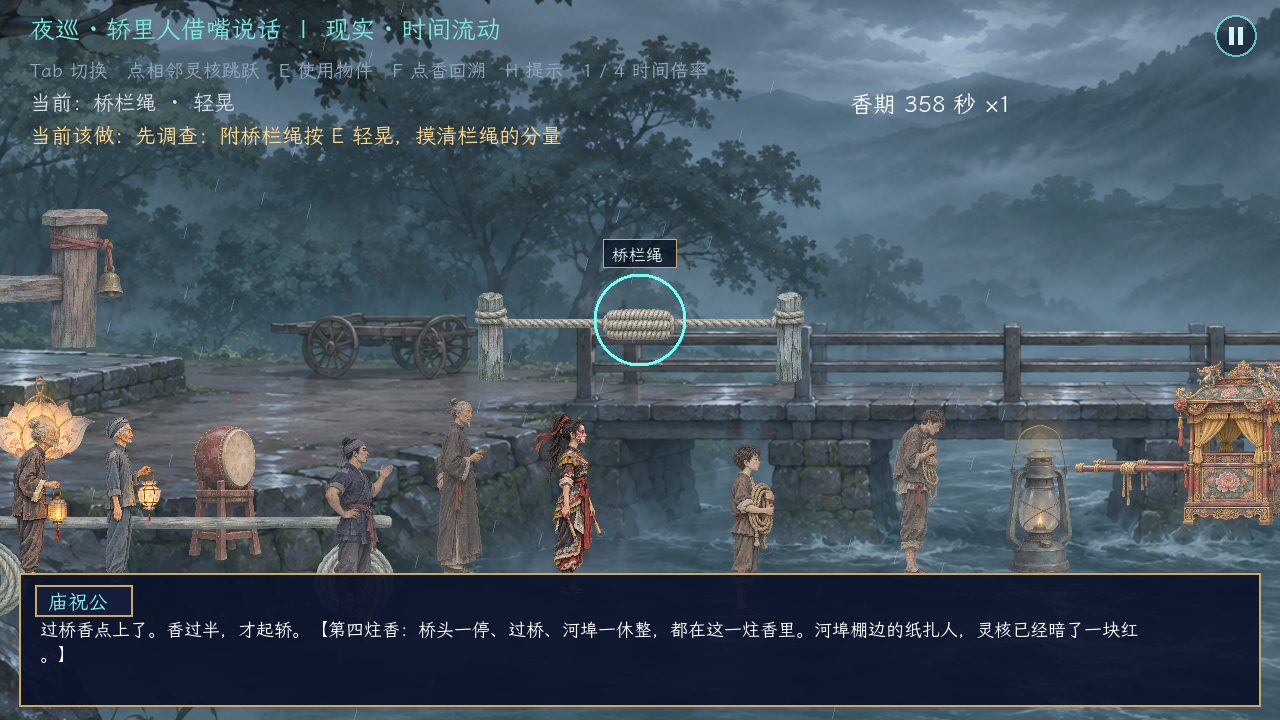 夜巡·轿里人借嘴说话 | 现实·时间流动
Tab 切换 点相邻灵核跳跃 E 使用物件 F 点香回溯 H 提示 1 / 4 时间倍率
当前：桥栏绳 · 轻晃
香期 358 秒 ×1
当前该做：先调查：附桥栏绳按 E 轻晃，摸清栏绳的分量
桥栏绳
庙祝公
过桥香点上了。香过半，才起轿。【第四炷香：桥头一停、过桥、河埠一休整，都在这一炷香里。河埠棚边的纸扎人，灵核已经暗了一块红
。】